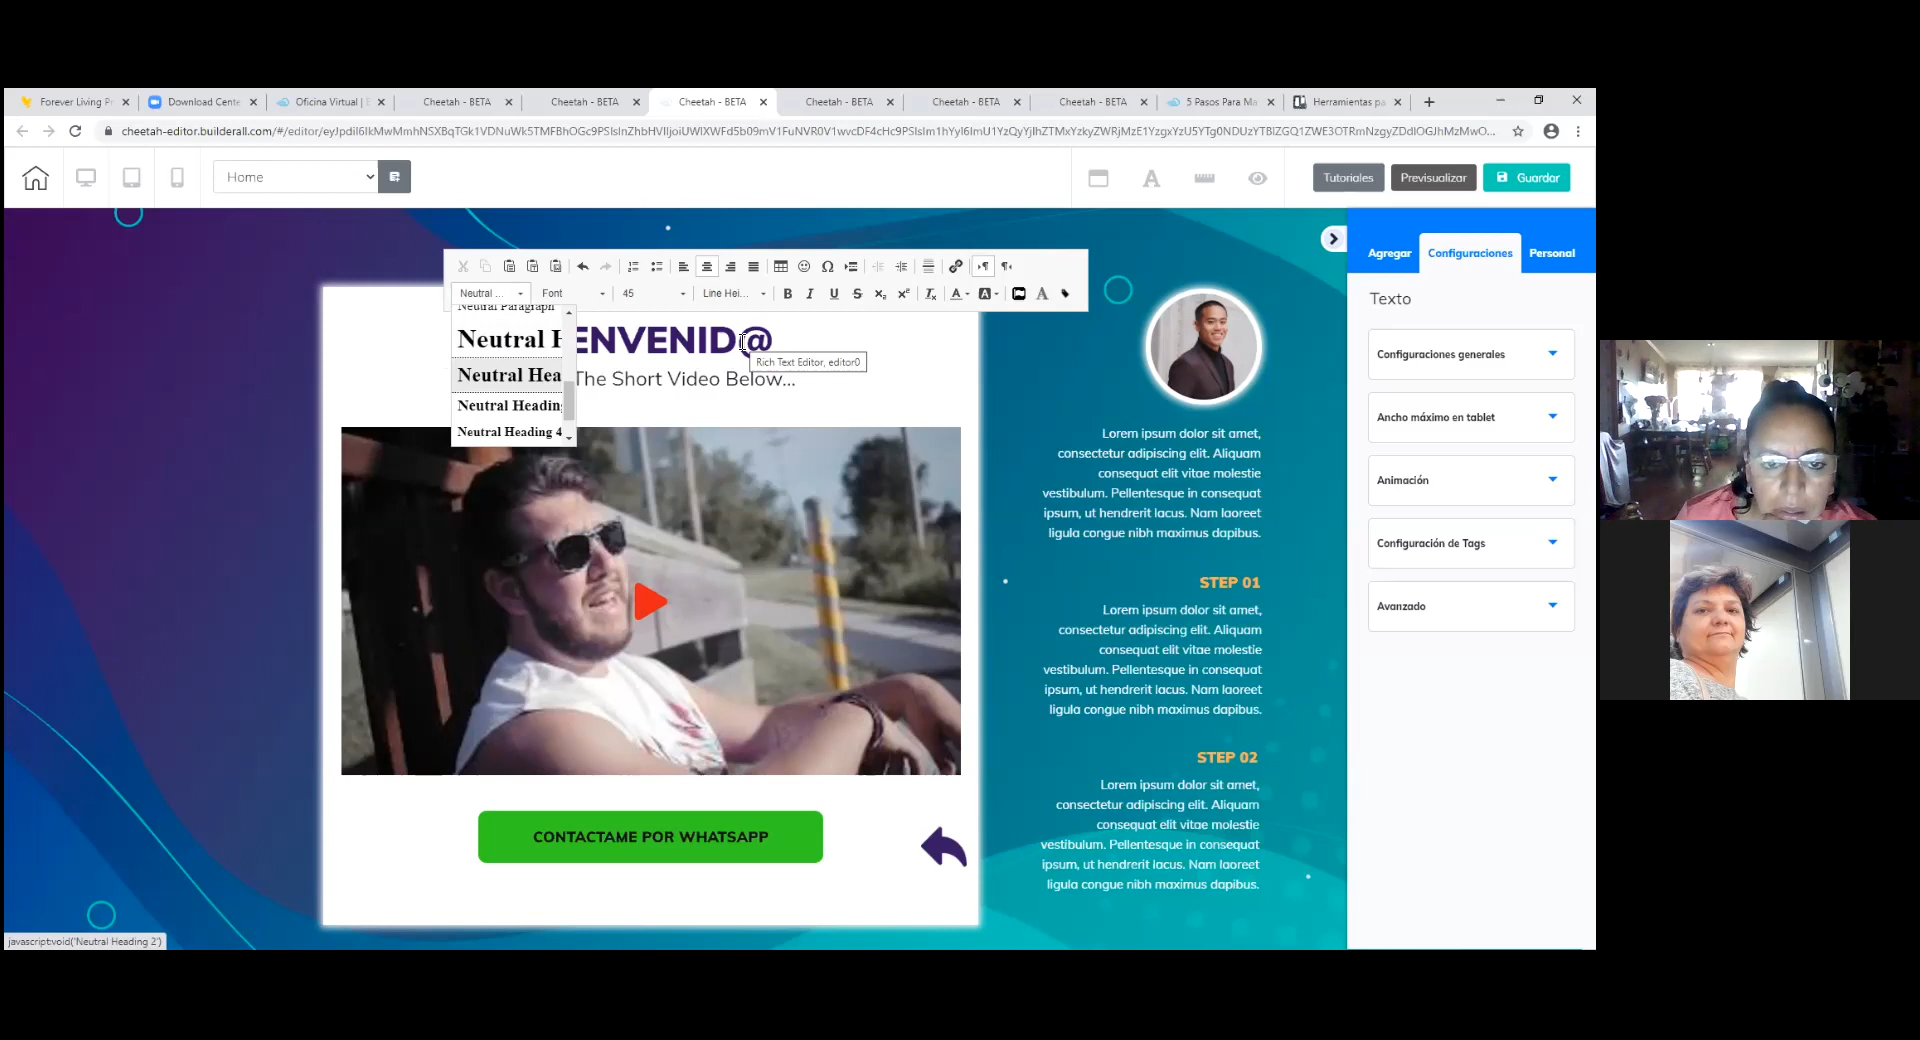 Forever Living Pr
Download Cente
Oficina Virtual | E
Cheetah - BETA
Cheetah - BETA
Cheetah - BETA
Cheetah - BETA
Cheetah - BETA
Cheetah - BETA
5 Pasos Para Ma
Herramientas pa
Home
Tutoriales
Previsualizar
Guardar
Agregar
Configuraciones
Personal
Neutral ...
Font
45
Line Hei...
B I U S
Neutral Paragraph
Neutral H
Neutral Hea
Neutral Heading
Neutral Heading 4
ENVENID@
Rich Text Editor, editor0
The Short Video Below...
CONTACTAME POR WHATSAPP
Lorem ipsum dolor sit amet,
consectetur adipiscing elit. Aliquam
consequat elit vitae molestie
vestibulum. Pellentesque in consequat
ipsum, ut hendrerit lacus. Nam laoreet
ligula congue nibh maximus dapibus.
STEP 01
Lorem ipsum dolor sit amet,
consectetur adipiscing elit. Aliquam
consequat elit vitae molestie
vestibulum. Pellentesque in consequat
ipsum, ut hendrerit lacus. Nam laoreet
ligula congue nibh maximus dapibus.
STEP 02
Lorem ipsum dolor sit amet,
consectetur adipiscing elit. Aliquam
consequat elit vitae molestie
vestibulum. Pellentesque in consequat
ipsum, ut hendrerit lacus. Nam laoreet
ligula congue nibh maximus dapibus.
Texto
Configuraciones generales
Ancho máximo en tablet
Animación
Configuración de Tags
Avanzado
javascript:void('Neutral Heading 2')